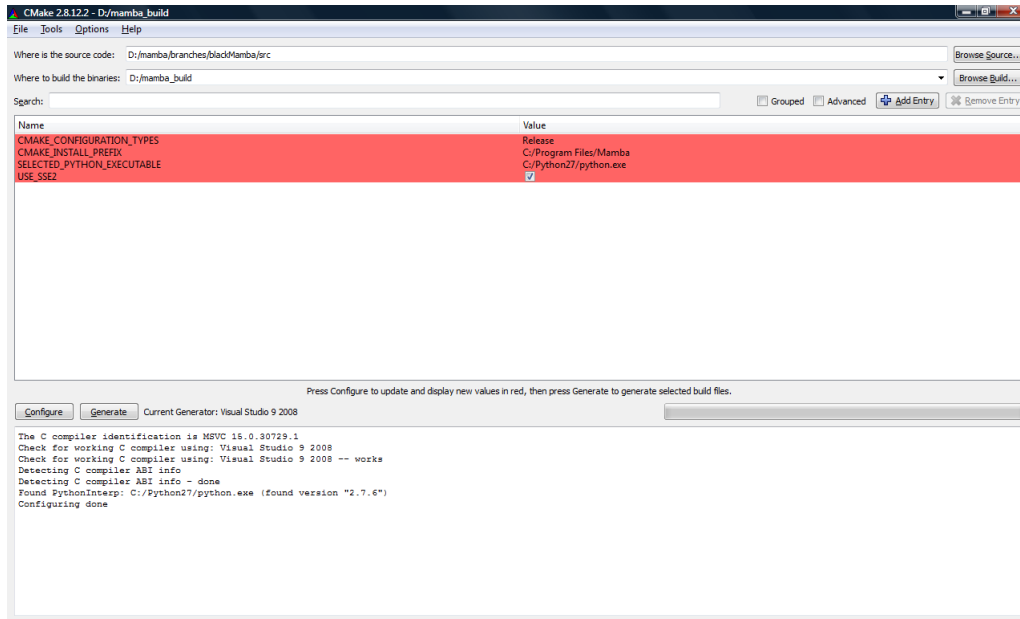 CMake 2.8.12.2 - D:/mamba_build
File Tools Options Help
Where is the source code: D:/mamba/branches/blackMamba/src Browse Source...
Where to build the binaries: D:/mamba_build Browse Build...
Search: Grouped Advanced Add Entry Remove Entry
Name Value
CMAKE_CONFIGURATION_TYPES Release
CMAKE_INSTALL_PREFIX C:/Program Files/Mamba
SELECTED_PYTHON_EXECUTABLE C:/Python27/python.exe
USE_SSE2
Press Configure to update and display new values in red, then press Generate to generate selected build files.
Configure Generate Current Generator: Visual Studio 9 2008
The C compiler identification is MSVC 15.0.30729.1
Check for working C compiler using: Visual Studio 9 2008
Check for working C compiler using: Visual Studio 9 2008 -- works
Detecting C compiler ABI info
Detecting C compiler ABI info - done
Found PythonInterp: C:/Python27/python.exe (found version "2.7.6")
Configuring done